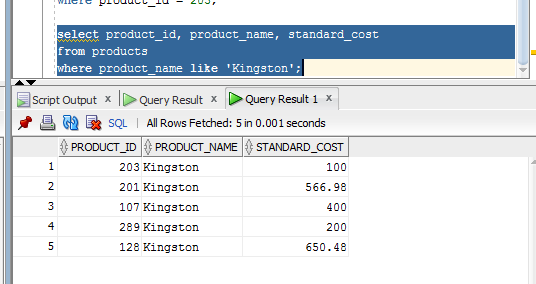 where product_id = 203;
select product_id, product_name, standard_cost
from products
where product_name like 'Kingston';
Script Output x Query Result x Query Result 1 x
SQL | All Rows Fetched: 5 in 0.001 seconds
PRODUCT_ID PRODUCT_NAME STANDARD_COST
1 203 Kingston 100
2 201 Kingston 566.98
3 107 Kingston 400
4 289 Kingston 200
5 128 Kingston 650.48